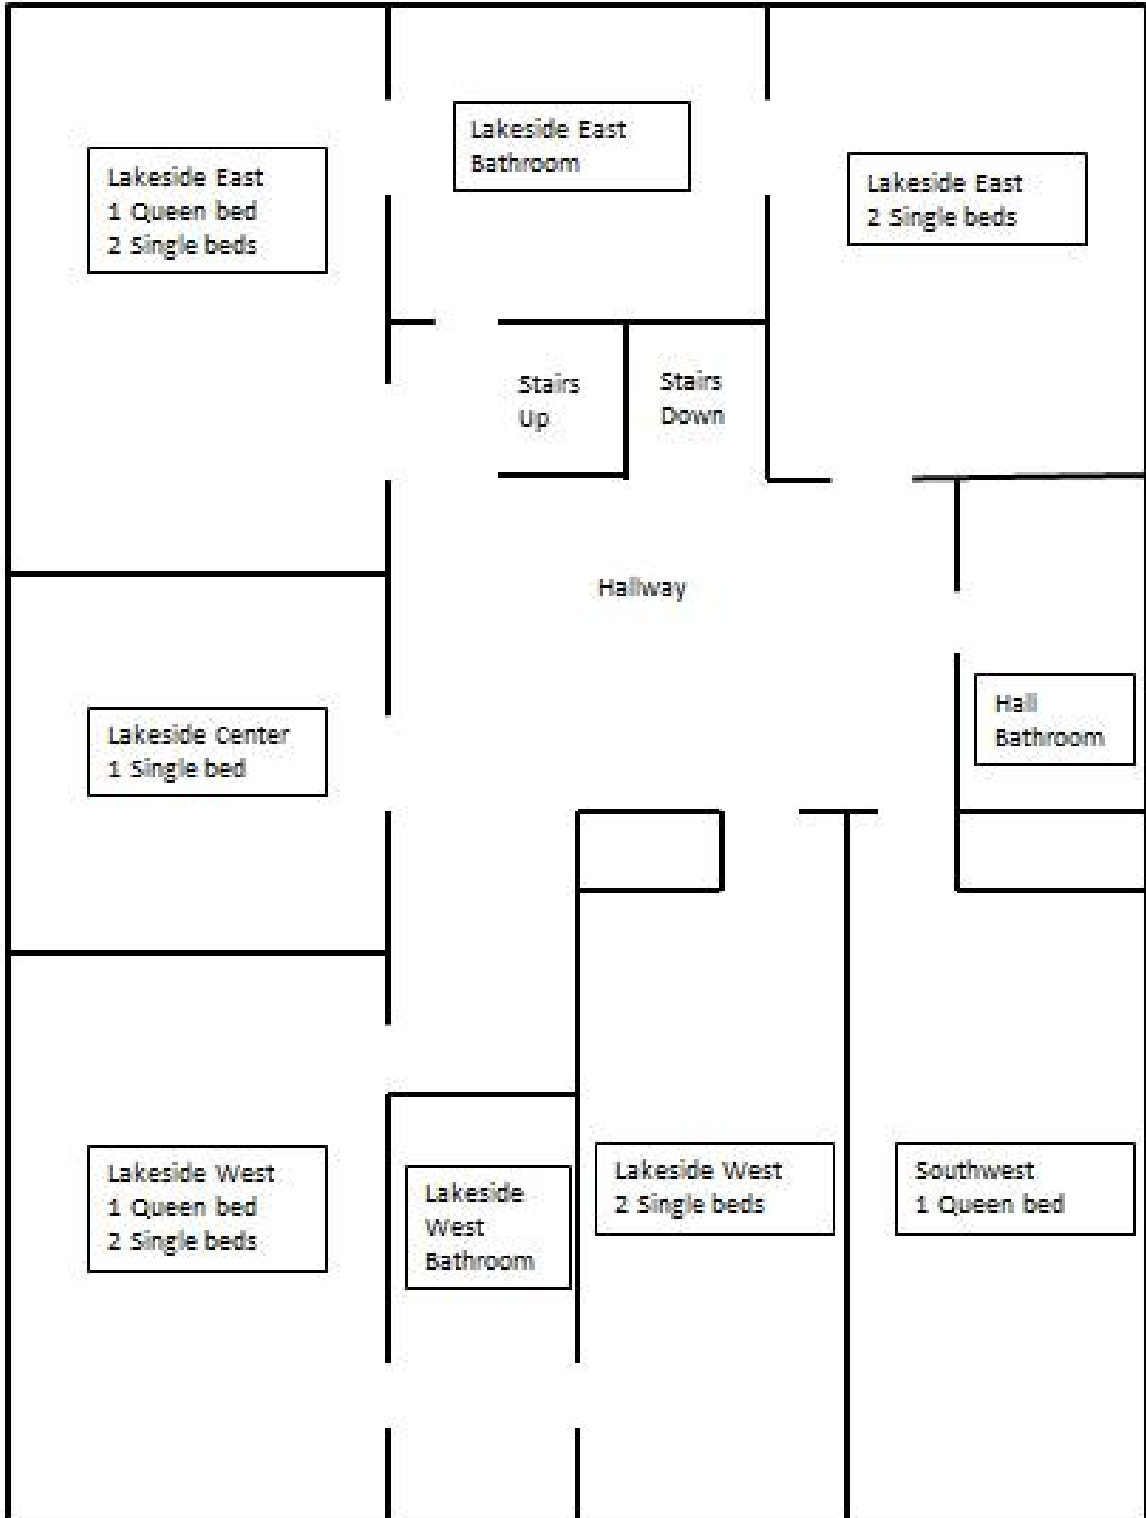 Lakeside East
Bathroom
Lakeside East
1 Queen bed
2 Single beds
Lakeside East
2 Single beds
Stairs
Up
Stairs
Down
Hallway
Hall
Bathroom
Lakeside Center
1 Single bed
Lakeside West
1 Queen bed
2 Single beds
Lakeside
West
Bathroom
Lakeside West
2 Single beds
Southwest
1 Queen bed